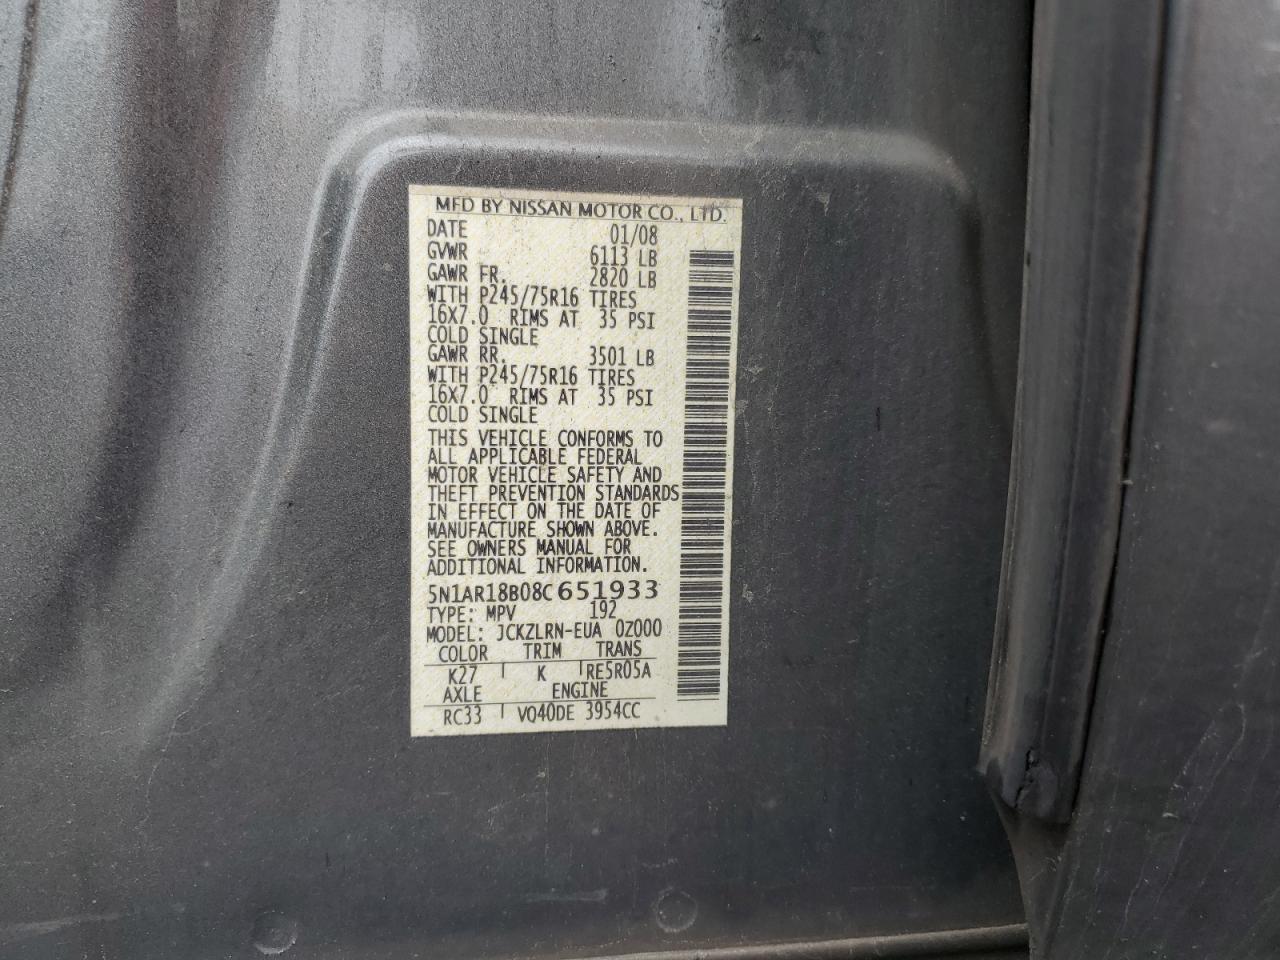 MFD BY NISSAN MOTOR CO., LTD.
DATE 01/08
GVWR 6113 LB
GAWR FR. 2820 LB
WITH P245/75R16 TIRES
16X7.0 RIMS AT 35 PSI
COLD SINGLE
GAWR RR. 3501 LB
WITH P245/75R16 TIRES
16X7.0 RIMS AT 35 PSI
COLD SINGLE
THIS VEHICLE CONFORMS TO
ALL APPLICABLE FEDERAL
MOTOR VEHICLE SAFETY AND
THEFT PREVENTION STANDARDS
IN EFFECT ON THE DATE OF
MANUFACTURE SHOWN ABOVE.
SEE OWNERS MANUAL FOR
ADDITIONAL INFORMATION.
5N1AR18B08C651933
TYPE: MPV 192
MODEL: JCKZLRN-EUA 0Z000
COLOR TRIM TRANS
K27 K RE5R05A
AXLE ENGINE
RC33 VQ40DE 3954CC